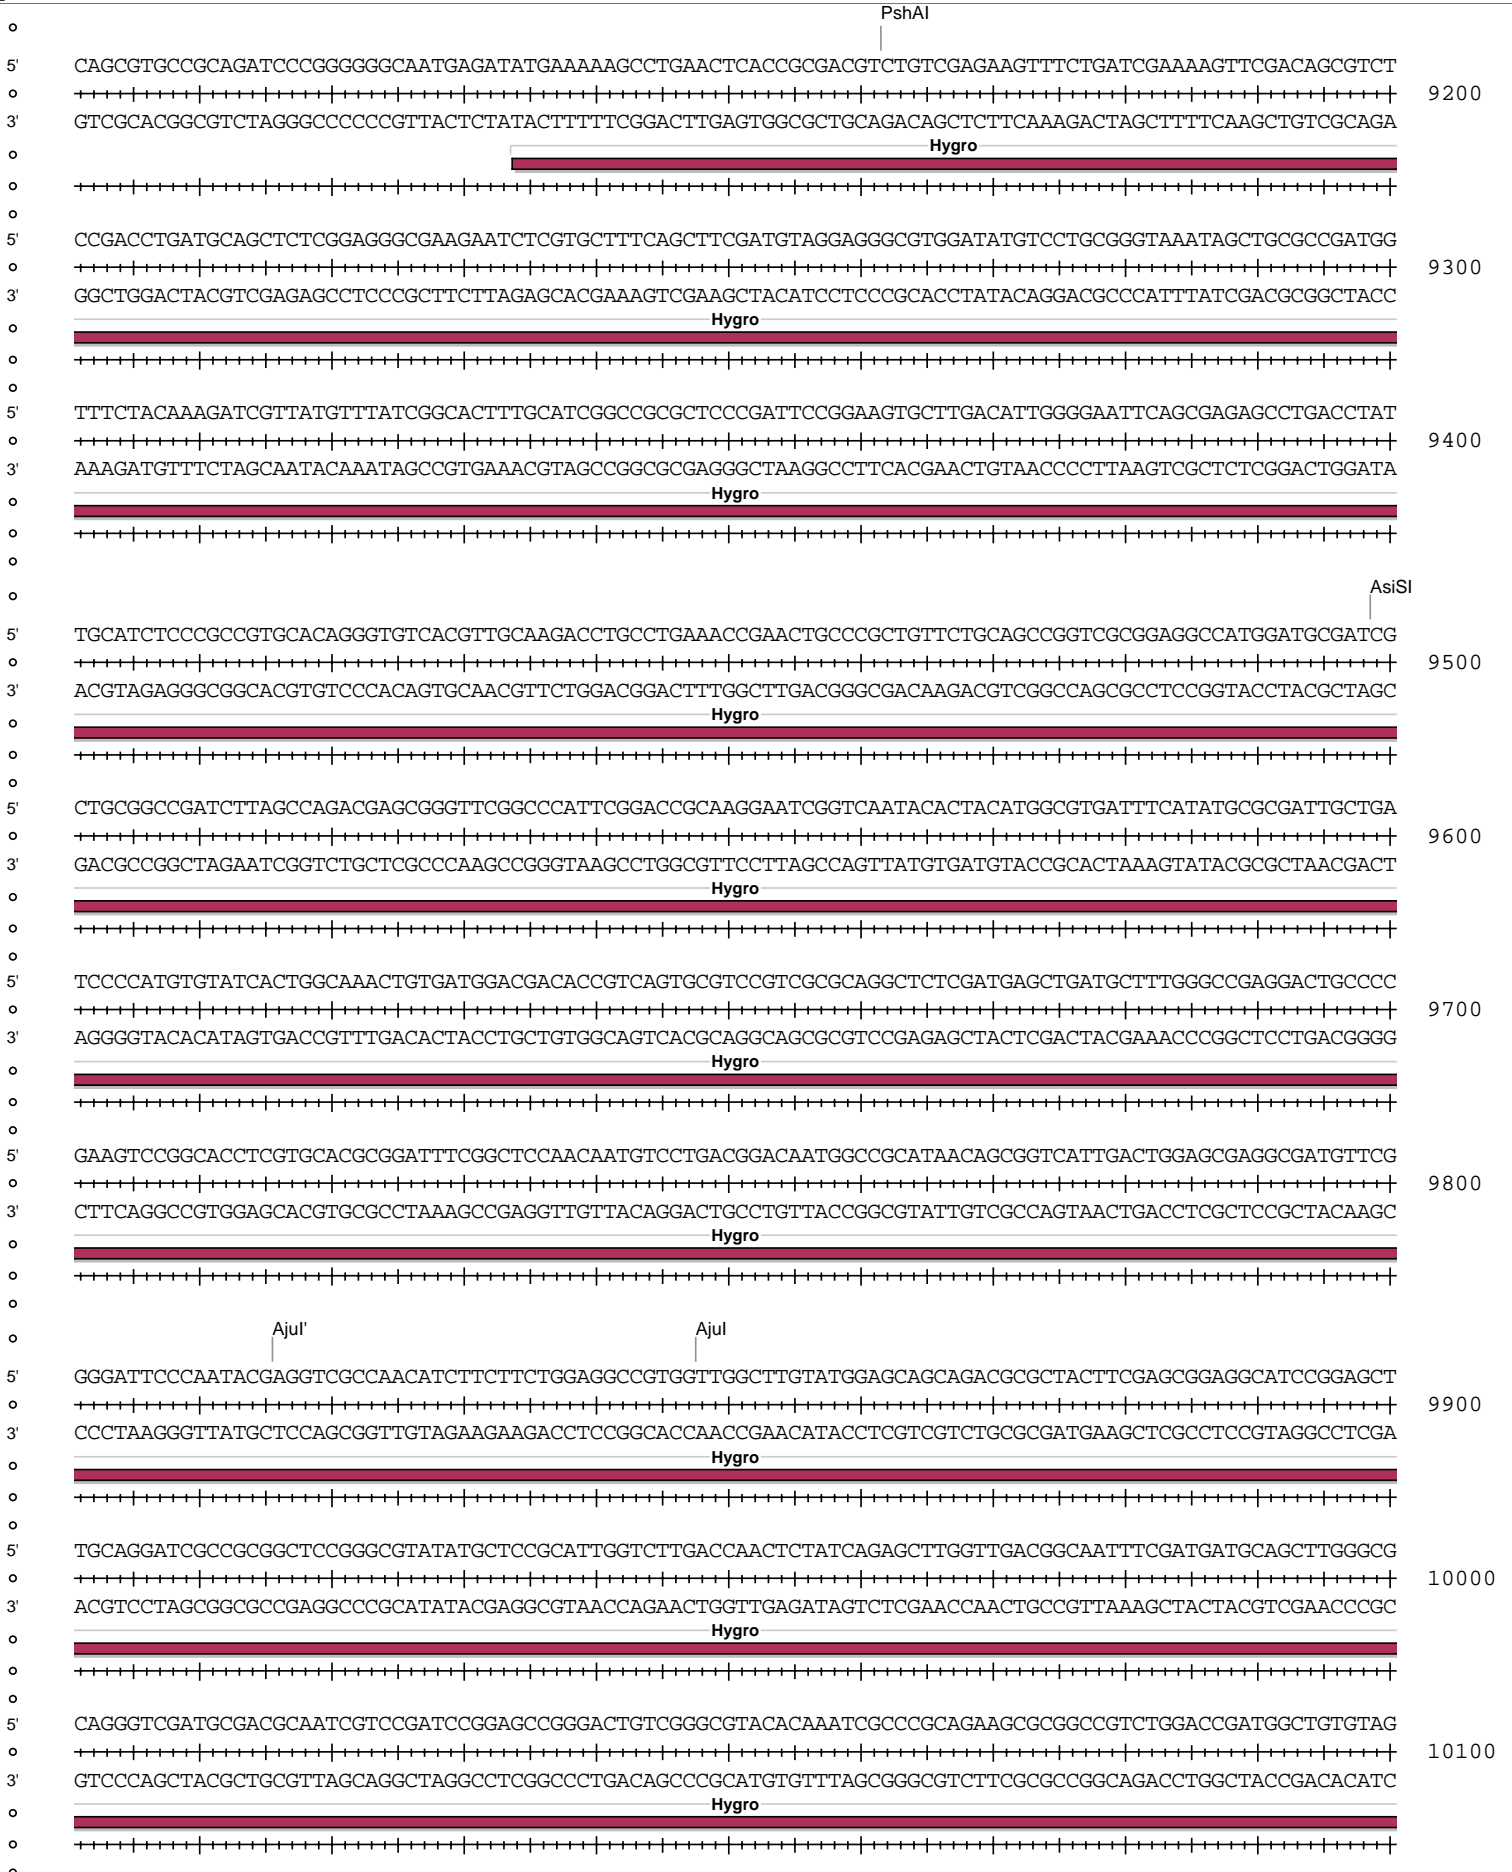 PshAI
5' CAGCGTGCCGCAGATCCCGGGGGGCAATGAGATATGAAAAAGCCTGAACTCACCGCGACGTCTGTCGAGAAGTTTCTGATCGAAAAGTTCGACAGCGTCT
9200
3' GTCGCACGGCGTCTAGGGCCCCCCGTTACTCTATACTTTTTCGGACTTGAGTGGCGCTGCAGACAGCTCTTCAAAGACTAGCTTTTCAAGCTGTCGCAGA
Hygro
5' CCGACCTGATGCAGCTCTCGGAGGGCGAAGAATCTCGTGCTTTCAGCTTCGATGTAGGAGGGCGTGGATATGTCCTGCGGGTAAATAGCTGCGCCGATGG
9300
3' GGCTGGACTACGTCGAGAGCCTCCCGCTTCTTAGAGCACGAAAGTCGAAGCTACATCCTCCCGCACCTATACAGGACGCCCATTTATCGACGCGGCTACC
Hygro
5' TTTCTACAAAGATCGTTATGTTTATCGGCACTTTGCATCGGCCGCGCTCCCGATTCCGGAAGTGCTTGACATTGGGGAATTCAGCGAGAGCCTGACCTAT
9400
3' AAAGATGTTTCTAGCAATACAAATAGCCGTGAAACGTAGCCGGCGCGAGGGCTAAGGCCTTCACGAACTGTAACCCCTTAAGTCGCTCTCGGACTGGATA
Hygro
AsiSI
5' TGCATCTCCCGCCGTGCACAGGGTGTCACGTTGCAAGACCTGCCTGAAACCGAACTGCCCGCTGTTCTGCAGCCGGTCGCGGAGGCCATGGATGCGATCG
9500
3' ACGTAGAGGGCGGCACGTGTCCCACAGTGCAACGTTCTGGACGGACTTTGGCTTGACGGGCGACAAGACGTCGGCCAGCGCCTCCGGTACCTACGCTAGC
Hygro
5' CTGCGGCCGATCTTAGCCAGACGAGCGGGTTCGGCCCATTCGGACCGCAAGGAATCGGTCAATACACTACATGGCGTGATTTCATATGCGCGATTGCTGA
9600
3' GACGCCGGCTAGAATCGGTCTGCTCGCCCAAGCCGGGTAAGCCTGGCGTTCCTTAGCCAGTTATGTGATGTACCGCACTAAAGTATACGCGCTAACGACT
Hygro
5' TCCCCATGTGTATCACTGGCAAACTGTGATGGACGACACCGTCAGTGCGTCCGTCGCGCAGGCTCTCGATGAGCTGATGCTTTGGGCCGAGGACTGCCCC
9700
3' AGGGGTACACATAGTGACCGTTTGACACTACCTGCTGTGGCAGTCACGCAGGCAGCGCGTCCGAGAGCTACTCGACTACGAAACCCGGCTCCTGACGGGG
Hygro
5' GAAGTCCGGCACCTCGTGCACGCGGATTTCGGCTCCAACAATGTCCTGACGGACAATGGCCGCATAACAGCGGTCATTGACTGGAGCGAGGCGATGTTCG
9800
3' CTTCAGGCCGTGGAGCACGTGCGCCTAAAGCCGAGGTTGTTACAGGACTGCCTGTTACCGGCGTATTGTCGCCAGTAACTGACCTCGCTCCGCTACAAGC
Hygro
AjuI' AjuI
5' GGGATTCCCAATACGAGGTCGCCAACATCTTCTTCTGGAGGCCGTGGTTGGCTTGTATGGAGCAGCAGACGCGCTACTTCGAGCGGAGGCATCCGGAGCT
9900
3' CCCTAAGGGTTATGCTCCAGCGGTTGTAGAAGAAGACCTCCGGCACCAACCGAACATACCTCGTCGTCTGCGCGATGAAGCTCGCCTCCGTAGGCCTCGA
Hygro
5' TGCAGGATCGCCGCGGCTCCGGGCGTATATGCTCCGCATTGGTCTTGACCAACTCTATCAGAGCTTGGTTGACGGCAATTTCGATGATGCAGCTTGGGCG
10000
3' ACGTCCTAGCGGCGCCGAGGCCCGCATATACGAGGCGTAACCAGAACTGGTTGAGATAGTCTCGAACCAACTGCCGTTAAAGCTACTACGTCGAACCCGC
Hygro
5' CAGGGTCGATGCGACGCAATCGTCCGATCCGGAGCCGGGACTGTCGGGCGTACACAAATCGCCCGCAGAAGCGCGGCCGTCTGGACCGATGGCTGTGTAG
10100
3' GTCCCAGCTACGCTGCGTTAGCAGGCTAGGCCTCGGCCCTGACAGCCCGCATGTGTTTAGCGGGCGTCTTCGCGCCGGCAGACCTGGCTACCGACACATC
Hygro